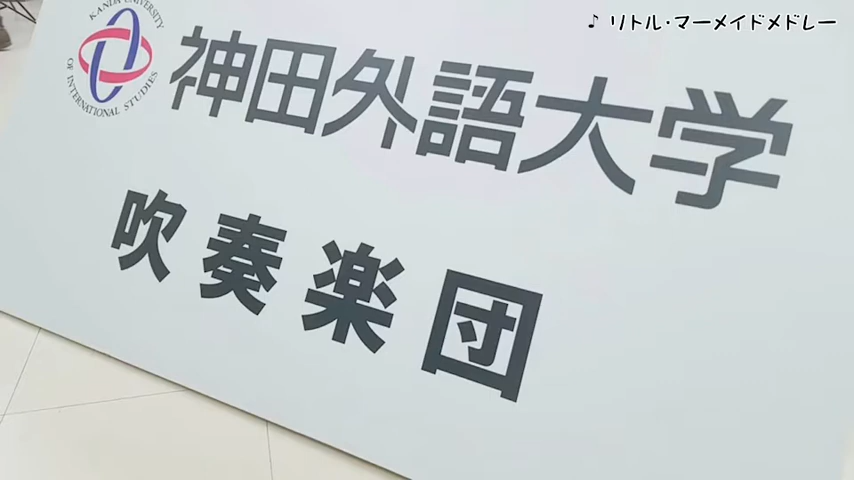 ♪ リトル・マーメイドメドレー
KANDA UNIVERSITY
OF INTERNATIONAL STUDIES
神田外語大学
吹奏楽団